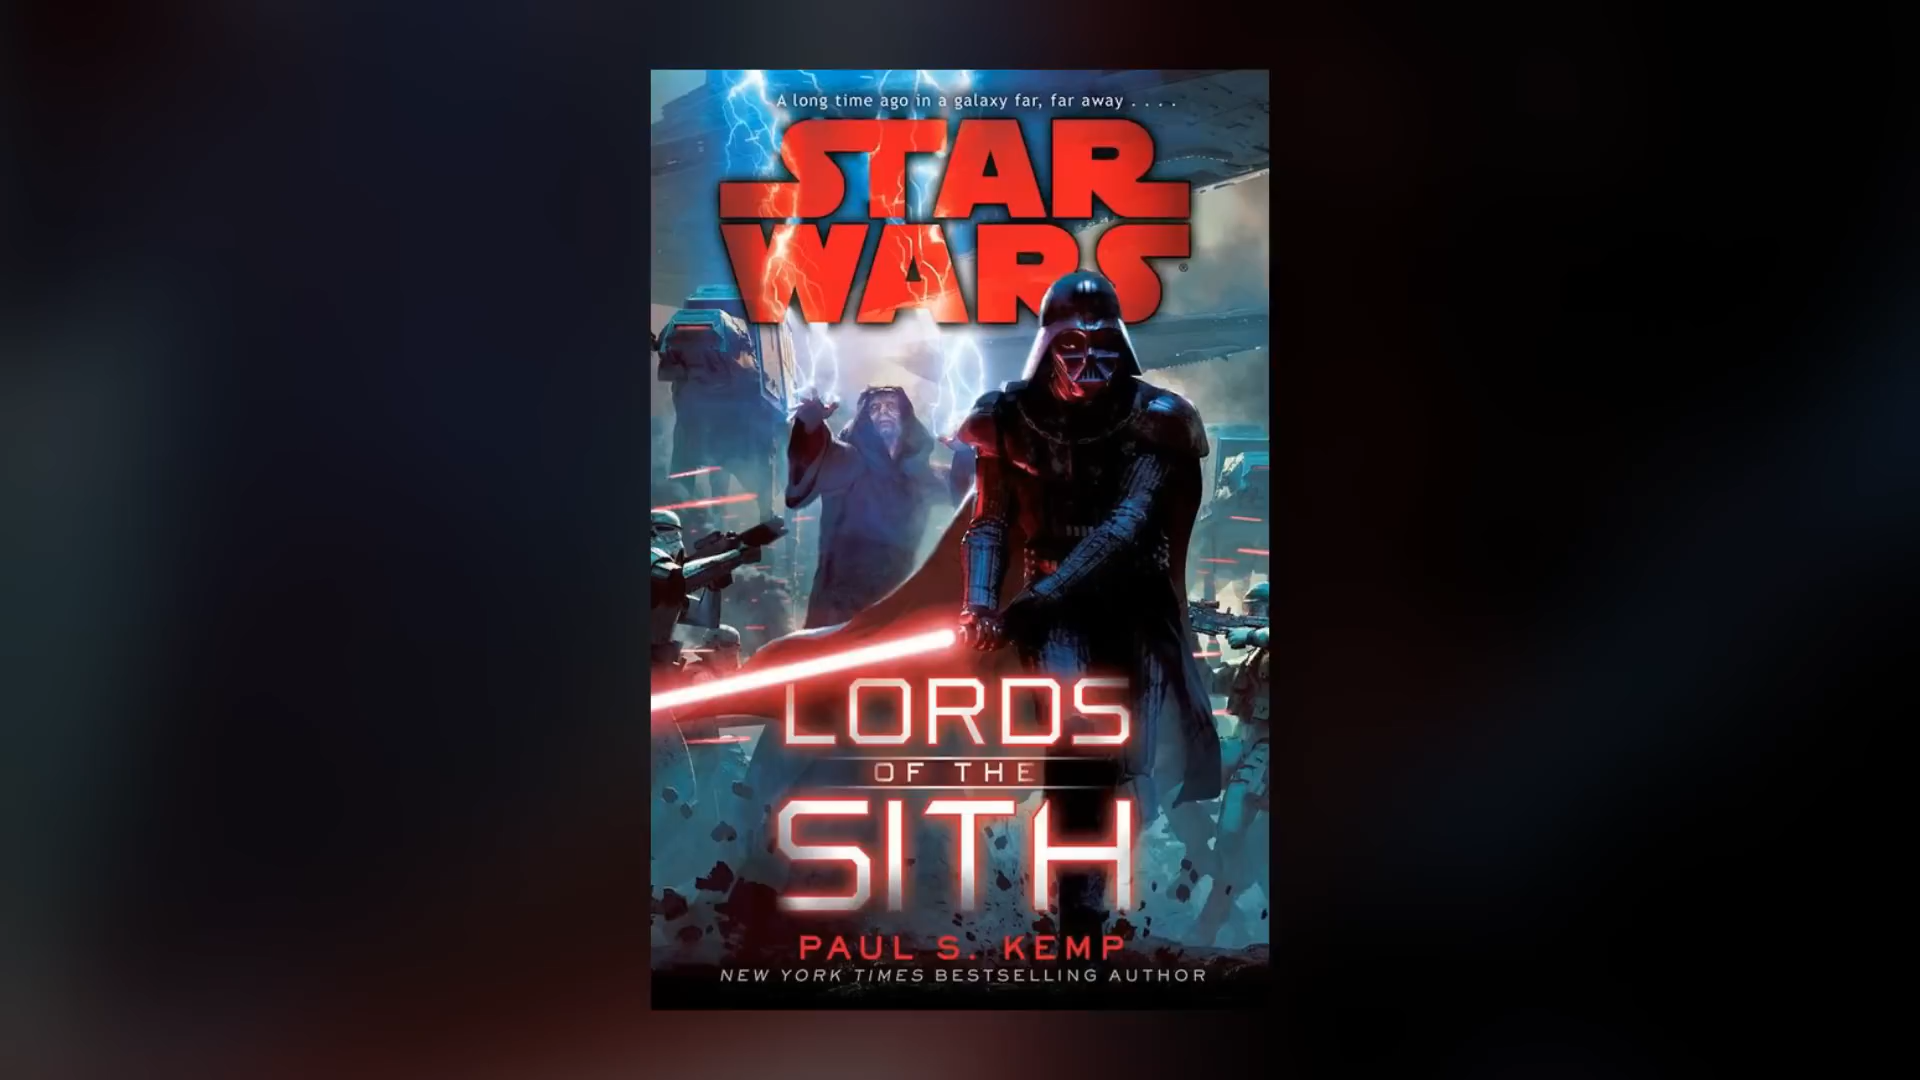 A long time ago in a galaxy far, far away . . . .
STAR
WARS®
LORDS
OF THE
SITH
PAUL S. KEMP
NEW YORK TIMES BESTSELLING AUTHOR